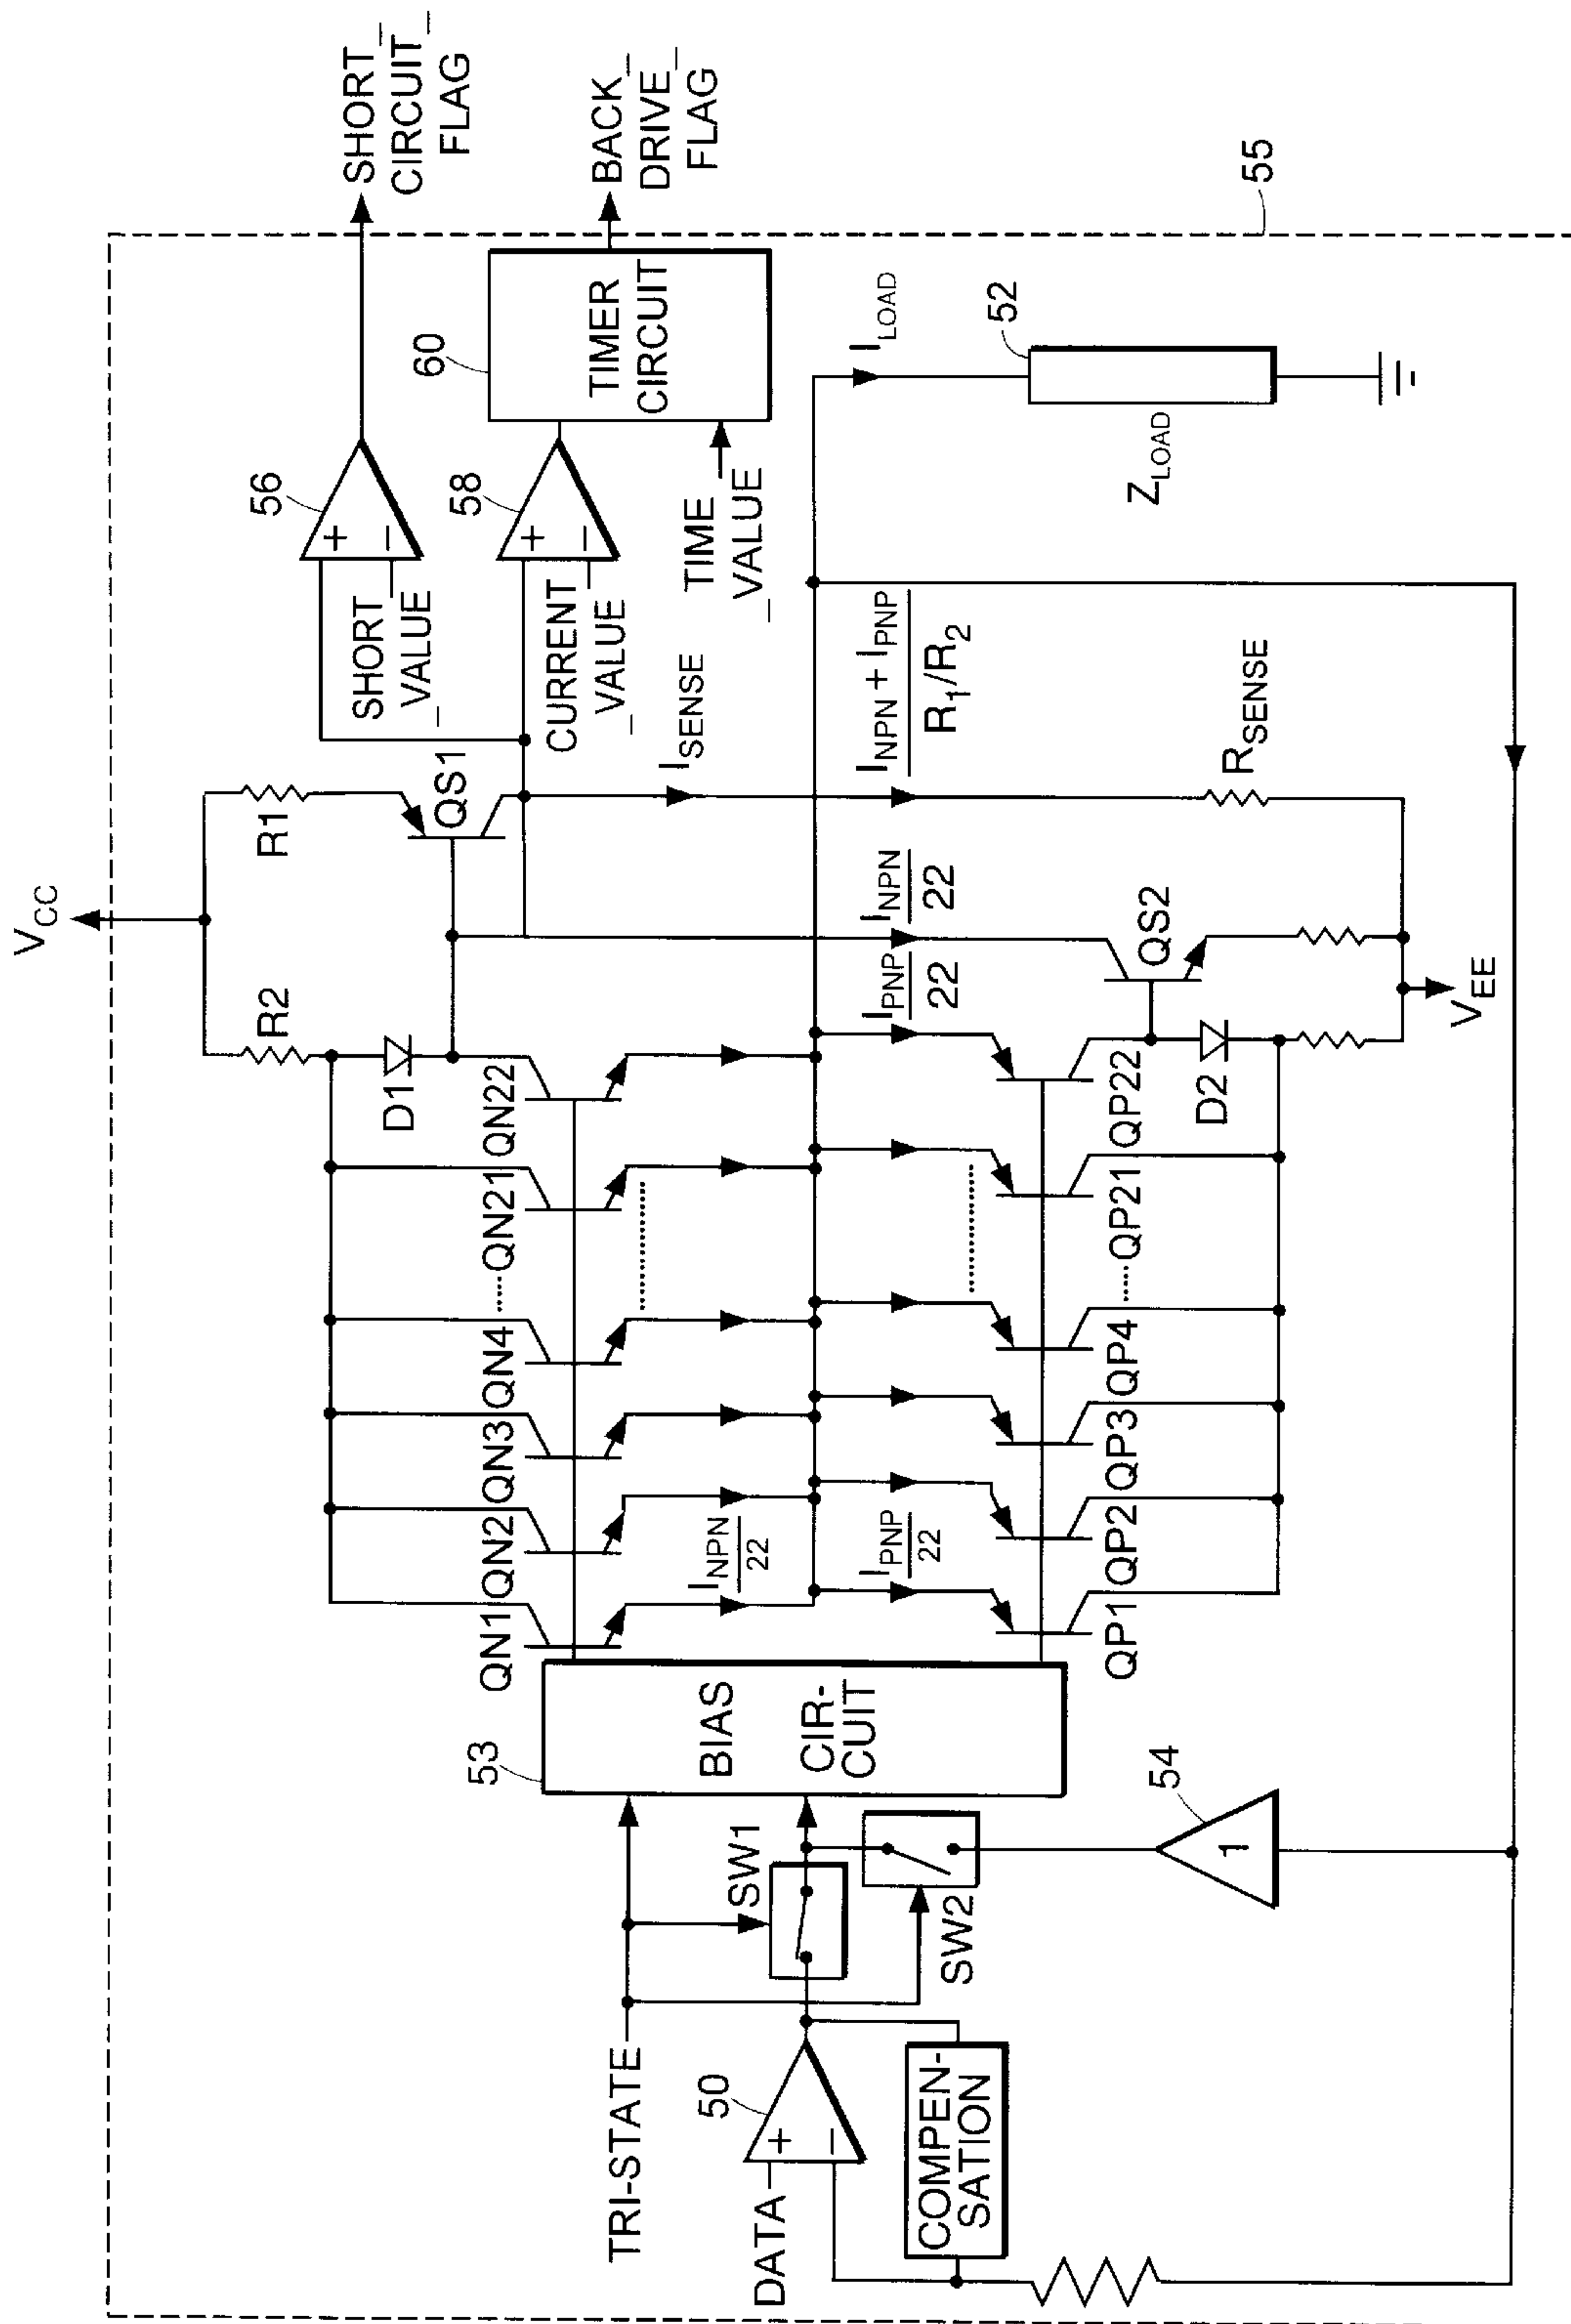 V_CC
R2
R1
D1
QS1
56
+
−
SHORT
_VALUE
SHORT_
CIRCUIT_
FLAG
58
+
−
CURRENT_
_VALUE
60
TIMER
CIRCUIT
TIME
_VALUE
BACK_
DRIVE_
FLAG
I_SENSE
QN1
QN2
QN3
QN4
......QN21
QN22
I_NPN
22
I_PNP
22
I_PNP
22
I_NPN
22
I_NPN + I_PNP
R_1/R_2
I_LOAD
52
Z_LOAD
55
R_SENSE
53
BIAS
CIR-
CUIT
QP1
QP2
QP3
QP4
......QP21
QP22
D2
QS2
V_EE
TRI-STATE
SW1
SW2
DATA
50
+
−
COMPEN-
SATION
54
1